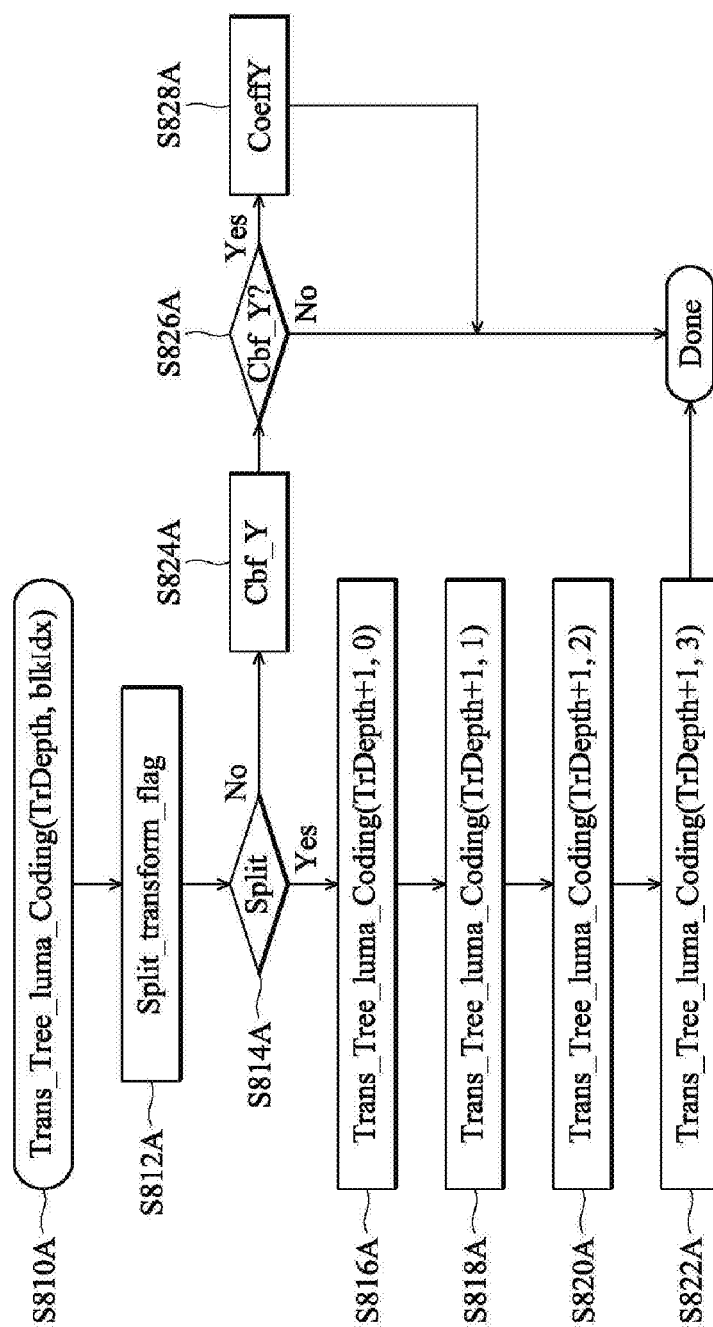 S810A
Trans_Tree_luma_Coding(TrDepth, blkIdx)
S812A
Split_transform_flag
S814A
Split
No
Yes
S824A
Cbf_Y
S826A
Cbf_Y?
Yes
No
S828A
CoeffY
S816A
Trans_Tree_luma_Coding(TrDepth+1, 0)
S818A
Trans_Tree_luma_Coding(TrDepth+1, 1)
S820A
Trans_Tree_luma_Coding(TrDepth+1, 2)
S822A
Trans_Tree_luma_Coding(TrDepth+1, 3)
Done